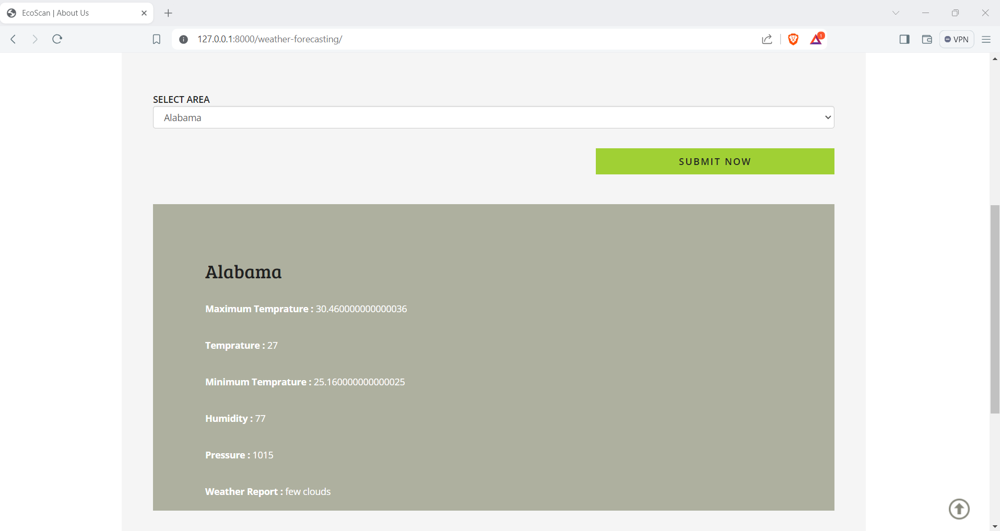 EcoScan | About Us
127.0.0.1:8000/weather-forecasting/
1
VPN
SELECT AREA
Alabama
SUBMIT NOW
Alabama
Maximum Temprature : 30.460000000000036
Temprature : 27
Minimum Temprature : 25.160000000000025
Humidity : 77
Pressure : 1015
Weather Report : few clouds